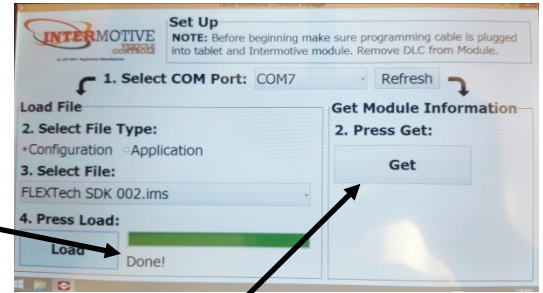 INTERMOTIVE
VEHICLE
CONTROLS
Set Up
NOTE: Before beginning make sure programming cable is plugged
into tablet and Intermotive module. Remove DLC from Module.
1. Select COM Port: COM7
Refresh
Load File
2. Select File Type:
Configuration Application
3. Select File:
FLEXTech SDK 002.ims
4. Press Load:
Load
Done!
Get Module Information
2. Press Get:
Get